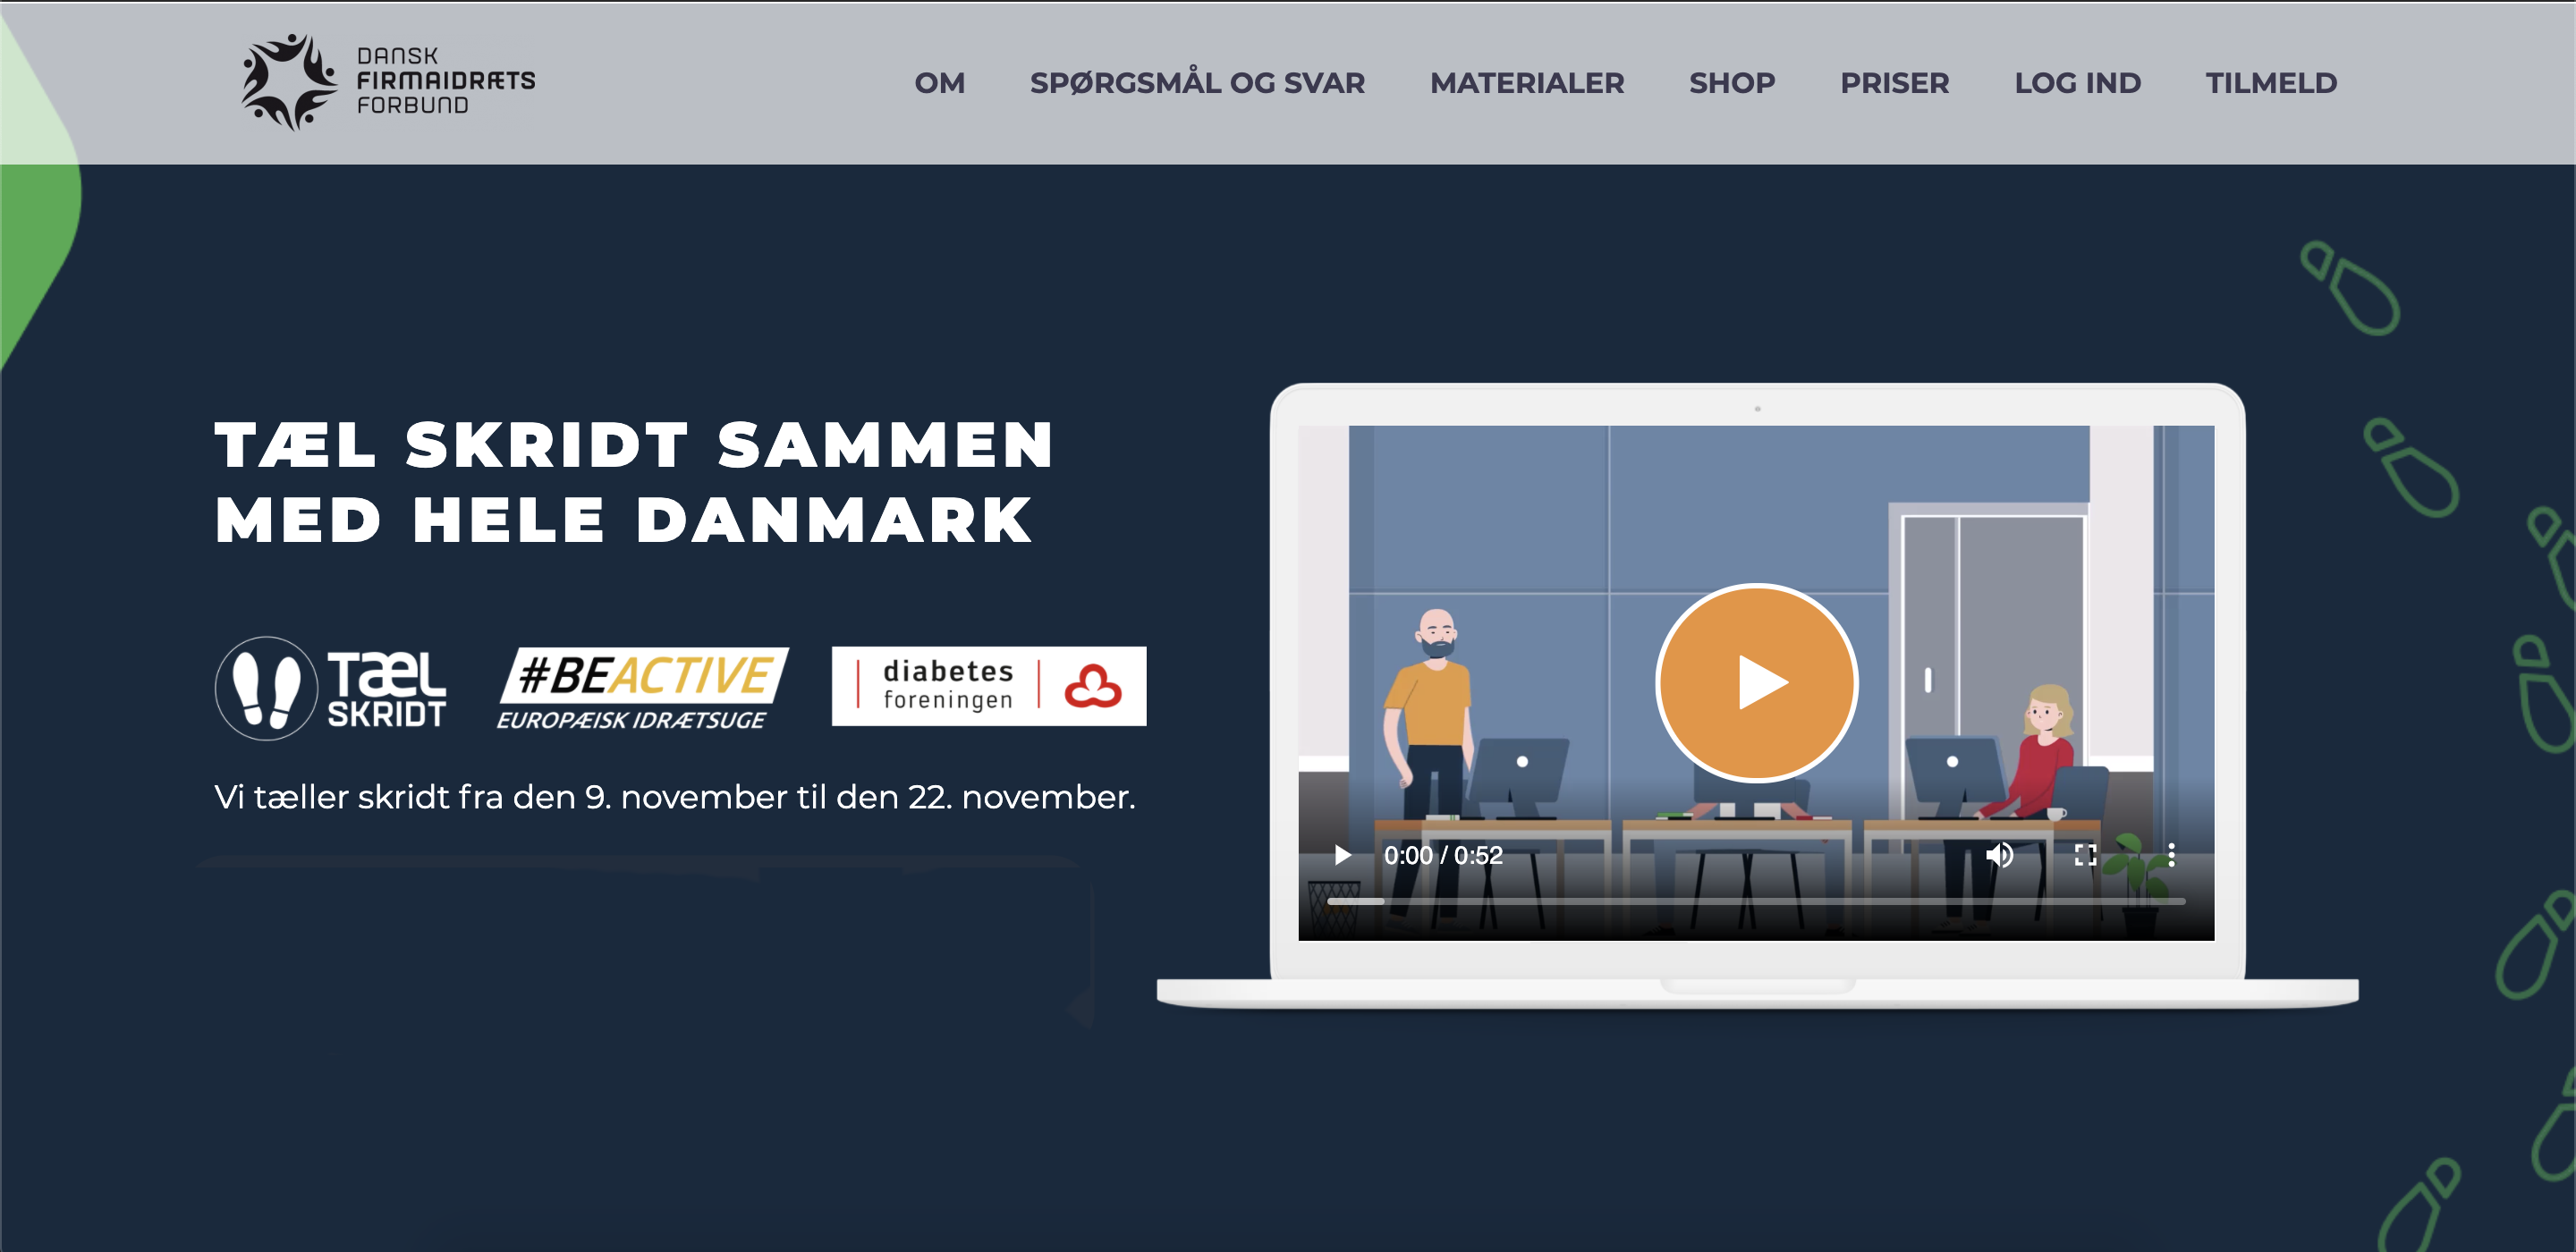 DANSK
FIRMAIDRÆTS
FORBUND
OM SPØRGSMÅL OG SVAR MATERIALER SHOP PRISER LOG IND TILMELD
TÆL SKRIDT SAMMEN
MED HELE DANMARK
TÆL
SKRIDT
#BEACTIVE
EUROPÆISK IDRÆTSUGE
diabetes
foreningen
Vi tæller skridt fra den 9. november til den 22. november.
0:00 / 0:52